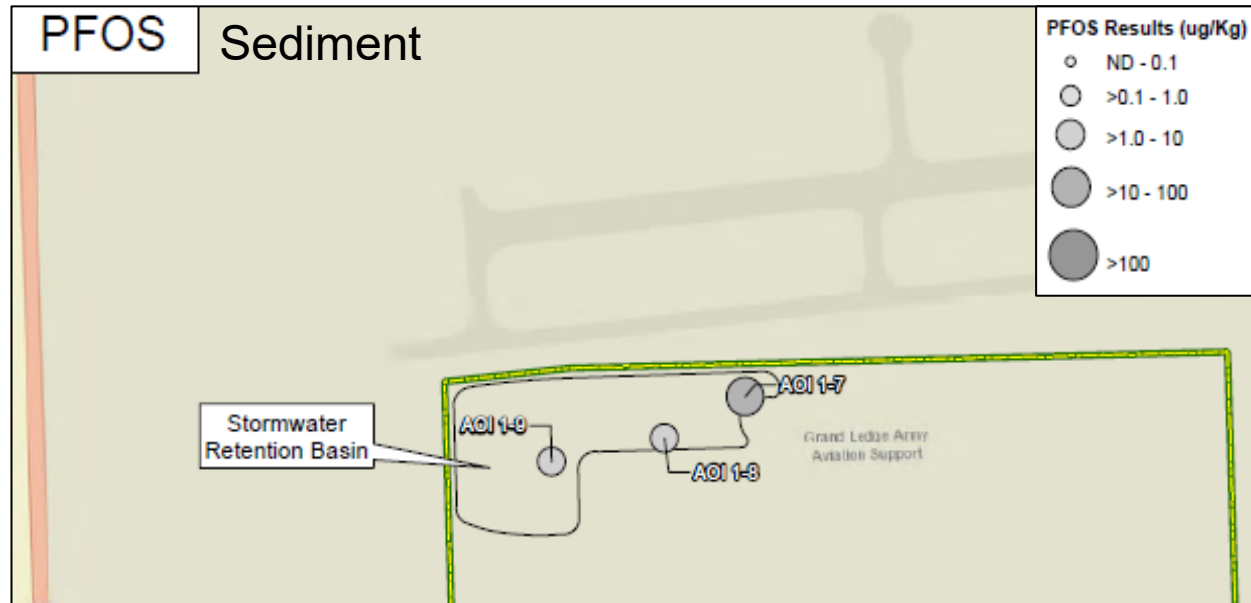 PFOS
Sediment
PFOS Results (ug/Kg)
ND - 0.1
>0.1 - 1.0
>1.0 - 10
>10 - 100
>100
AOI 1-7
Stormwater
Retention Basin
AOI 1-9
AOI 1-8
Grand Ledge Army
Aviation Support